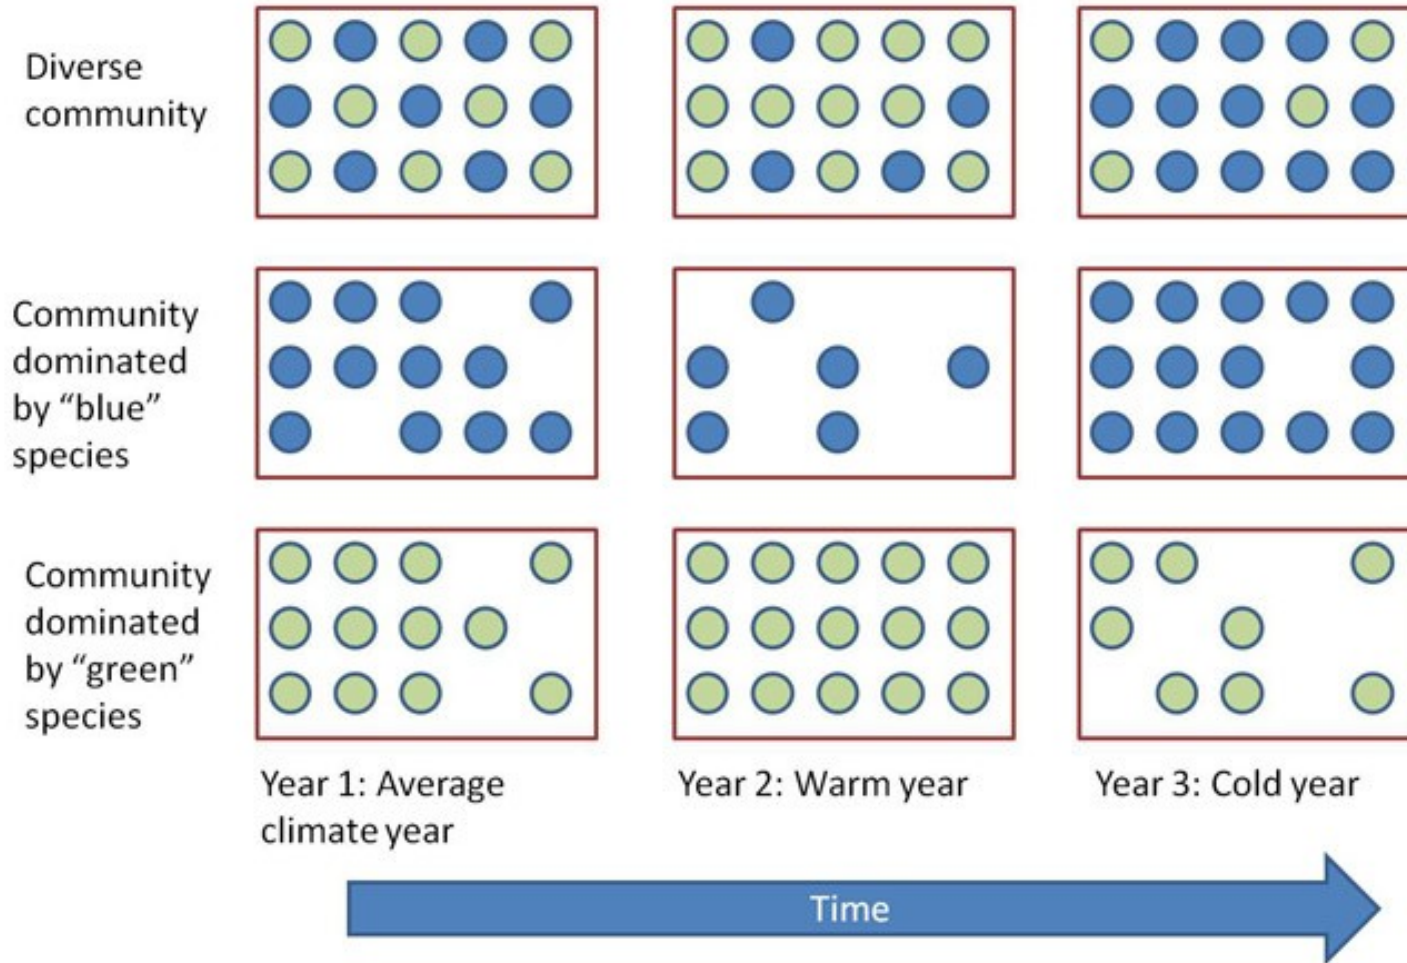 Diverse
community
Community
dominated
by “blue”
species
Community
dominated
by “green”
species
Year 1: Average
climate year
Year 2: Warm year
Year 3: Cold year
Time